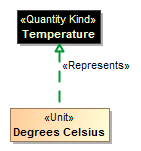 «Quantity Kind»
Temperature
«Represents»
«Unit»
Degrees Celsius